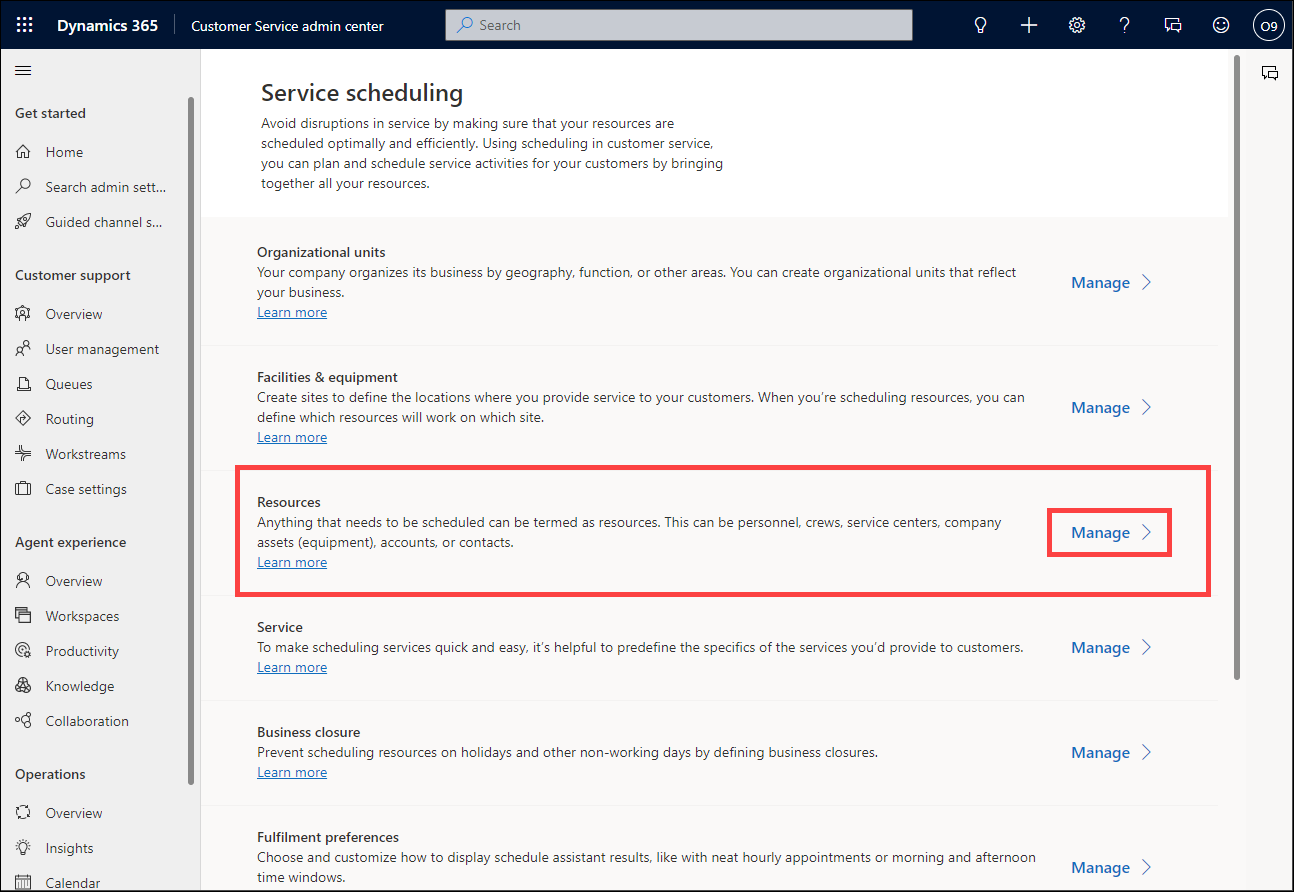 Dynamics 365
Customer Service admin center
Search
O9
Get started
Home
Search admin sett...
Guided channel s...
Customer support
Overview
User management
Queues
Routing
Workstreams
Case settings
Agent experience
Overview
Workspaces
Productivity
Knowledge
Collaboration
Operations
Overview
Insights
Calendar
Service scheduling
Avoid disruptions in service by making sure that your resources are
scheduled optimally and efficiently. Using scheduling in customer service,
you can plan and schedule service activities for your customers by bringing
together all your resources.
Organizational units
Your company organizes its business by geography, function, or other areas. You can create organizational units that reflect
your business.
Learn more
Manage
Facilities & equipment
Create sites to define the locations where you provide service to your customers. When you’re scheduling resources, you can
define which resources will work on which site.
Learn more
Manage
Resources
Anything that needs to be scheduled can be termed as resources. This can be personnel, crews, service centers, company
assets (equipment), accounts, or contacts.
Learn more
Manage
Service
To make scheduling services quick and easy, it’s helpful to predefine the specifics of the services you’d provide to customers.
Learn more
Manage
Business closure
Prevent scheduling resources on holidays and other non-working days by defining business closures.
Learn more
Manage
Fulfilment preferences
Choose and customize how to display schedule assistant results, like with neat hourly appointments or morning and afternoon
time windows.
Manage